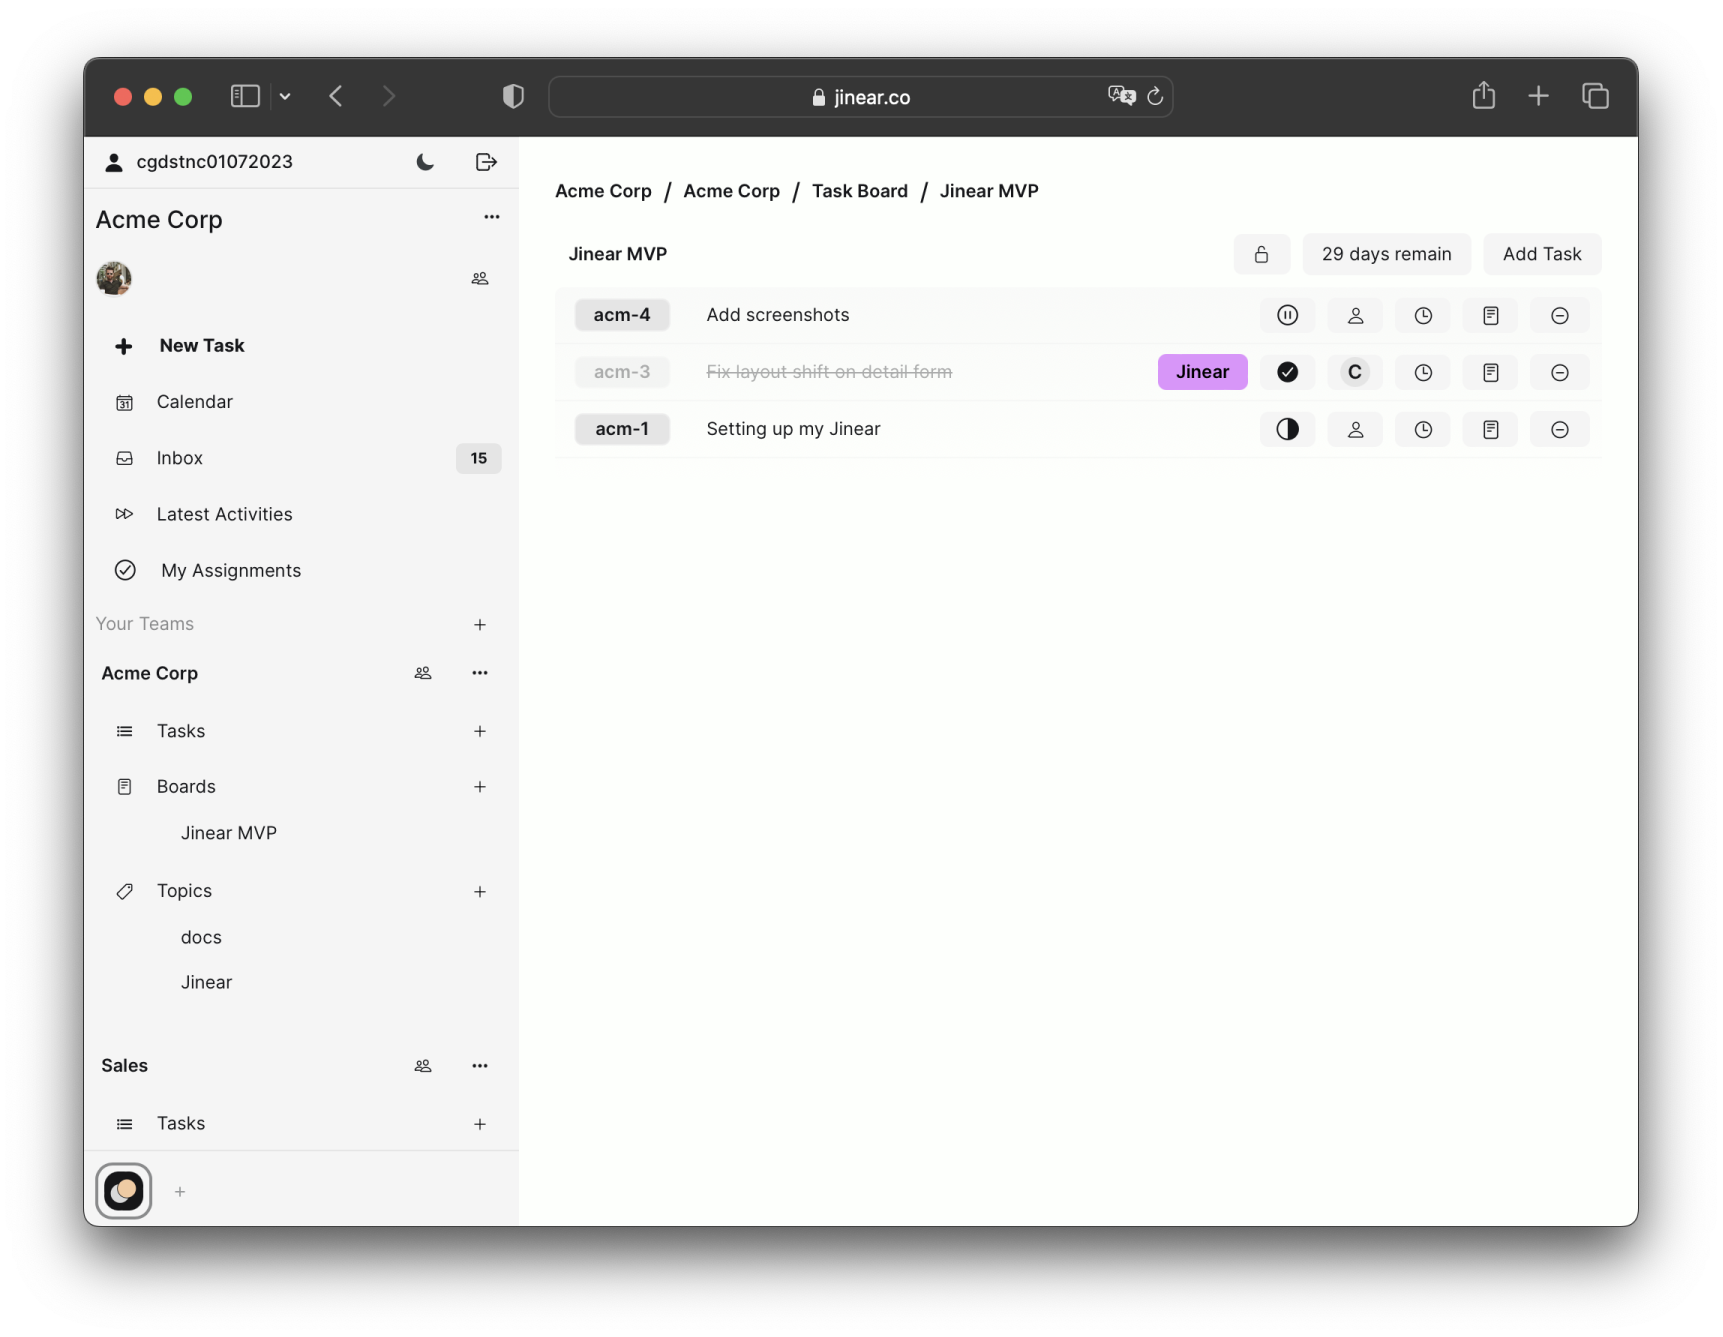 jinear.co
cgdstnc01072023
Acme Corp
New Task
31 Calendar
Inbox 15
Latest Activities
My Assignments
Your Teams
Acme Corp
Tasks
Boards
Jinear MVP
Topics
docs
Jinear
Sales
Tasks
Acme Corp / Acme Corp / Task Board / Jinear MVP
Jinear MVP 29 days remain Add Task
acm-4 Add screenshots
acm-3 Fix layout shift on detail form Jinear C
acm-1 Setting up my Jinear